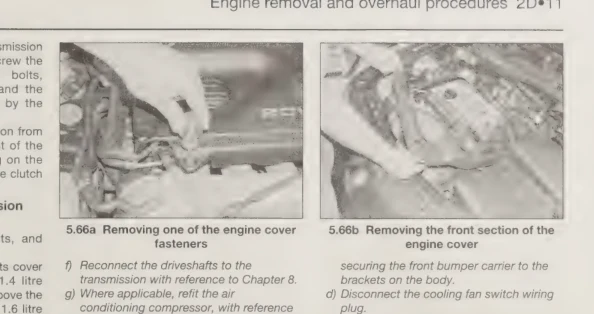 Engine removal and overhaul procedures 2D•11
smission
crew the
bolts,
and the
by the
on from
t of the
g on the
e clutch
sion
ts, and
ts cover
1.4 litre
bove the
1.6 litre
5.66a Removing one of the engine cover
fasteners
f) Reconnect the driveshafts to the
transmission with reference to Chapter 8.
g) Where applicable, refit the air
conditioning compressor, with reference
5.66b Removing the front section of the
engine cover
securing the front bumper carrier to the
brackets on the body.
d) Disconnect the cooling fan switch wiring
plug.